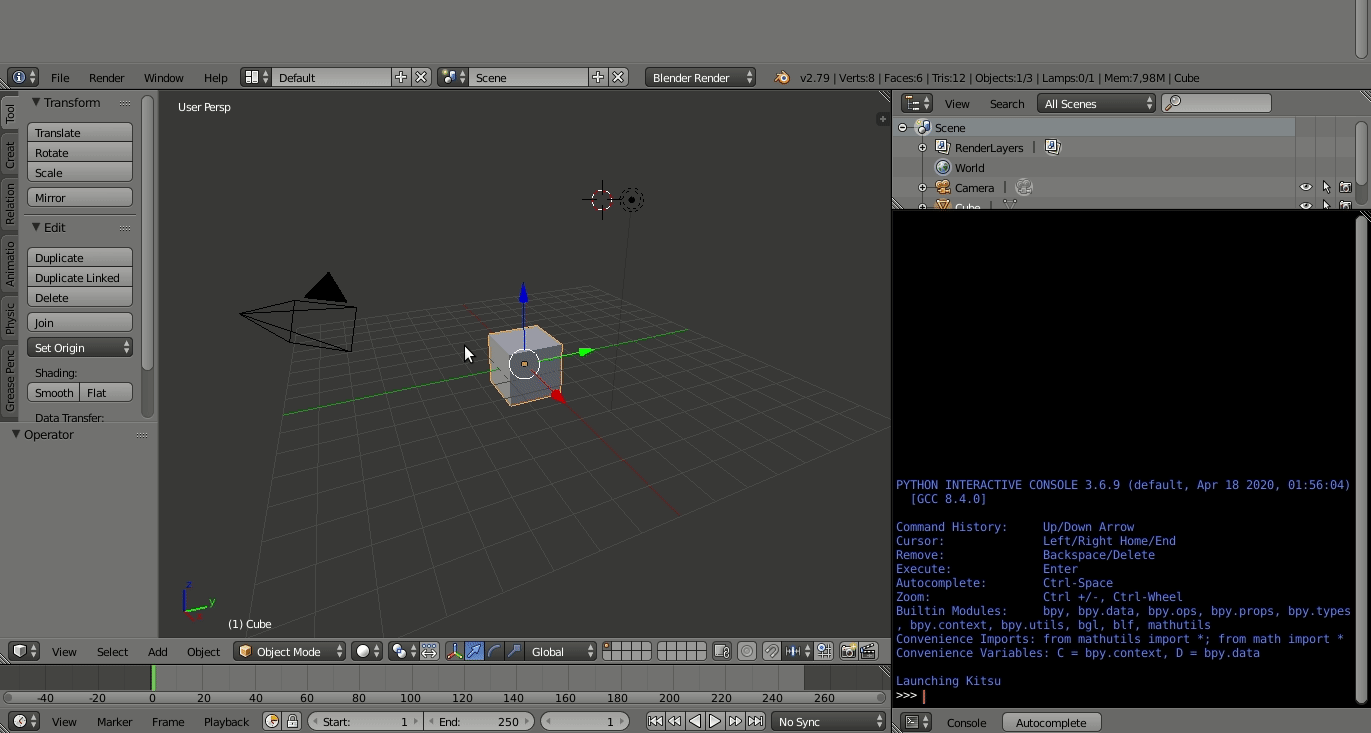 File Render Window Help Default Scene Blender Render v2.79 | Verts:8 | Faces:6 | Tris:12 | Objects:1/3 | Lamps:0/1 | Mem:7,98M | Cube
Tool
Creat
Relation
Animatio
Physic
Grease Penc
Transform
Translate
Rotate
Scale
Mirror
Edit
Duplicate
Duplicate Linked
Delete
Join
Set Origin
Shading:
Smooth Flat
Data Transfer:
Operator
User Persp
z
y
(1) Cube
View Select Add Object Object Mode Global
-40 -20 0 20 40 60 80 100 120 140 160 180 200 220 240 260
View Marker Frame Playback Start: 1 End: 250 1 No Sync
View Search All Scenes
Scene
RenderLayers |
World
Camera |
Cube |
PYTHON INTERACTIVE CONSOLE 3.6.9 (default, Apr 18 2020, 01:56:04)
[GCC 8.4.0]
Command History: Up/Down Arrow
Cursor: Left/Right Home/End
Remove: Backspace/Delete
Execute: Enter
Autocomplete: Ctrl-Space
Zoom: Ctrl +/-, Ctrl-Wheel
Builtin Modules: bpy, bpy.data, bpy.ops, bpy.props, bpy.types
, bpy.context, bpy.utils, bgl, blf, mathutils
Convenience Imports: from mathutils import *; from math import *
Convenience Variables: C = bpy.context, D = bpy.data
Launching Kitsu
>>>
Console Autocomplete